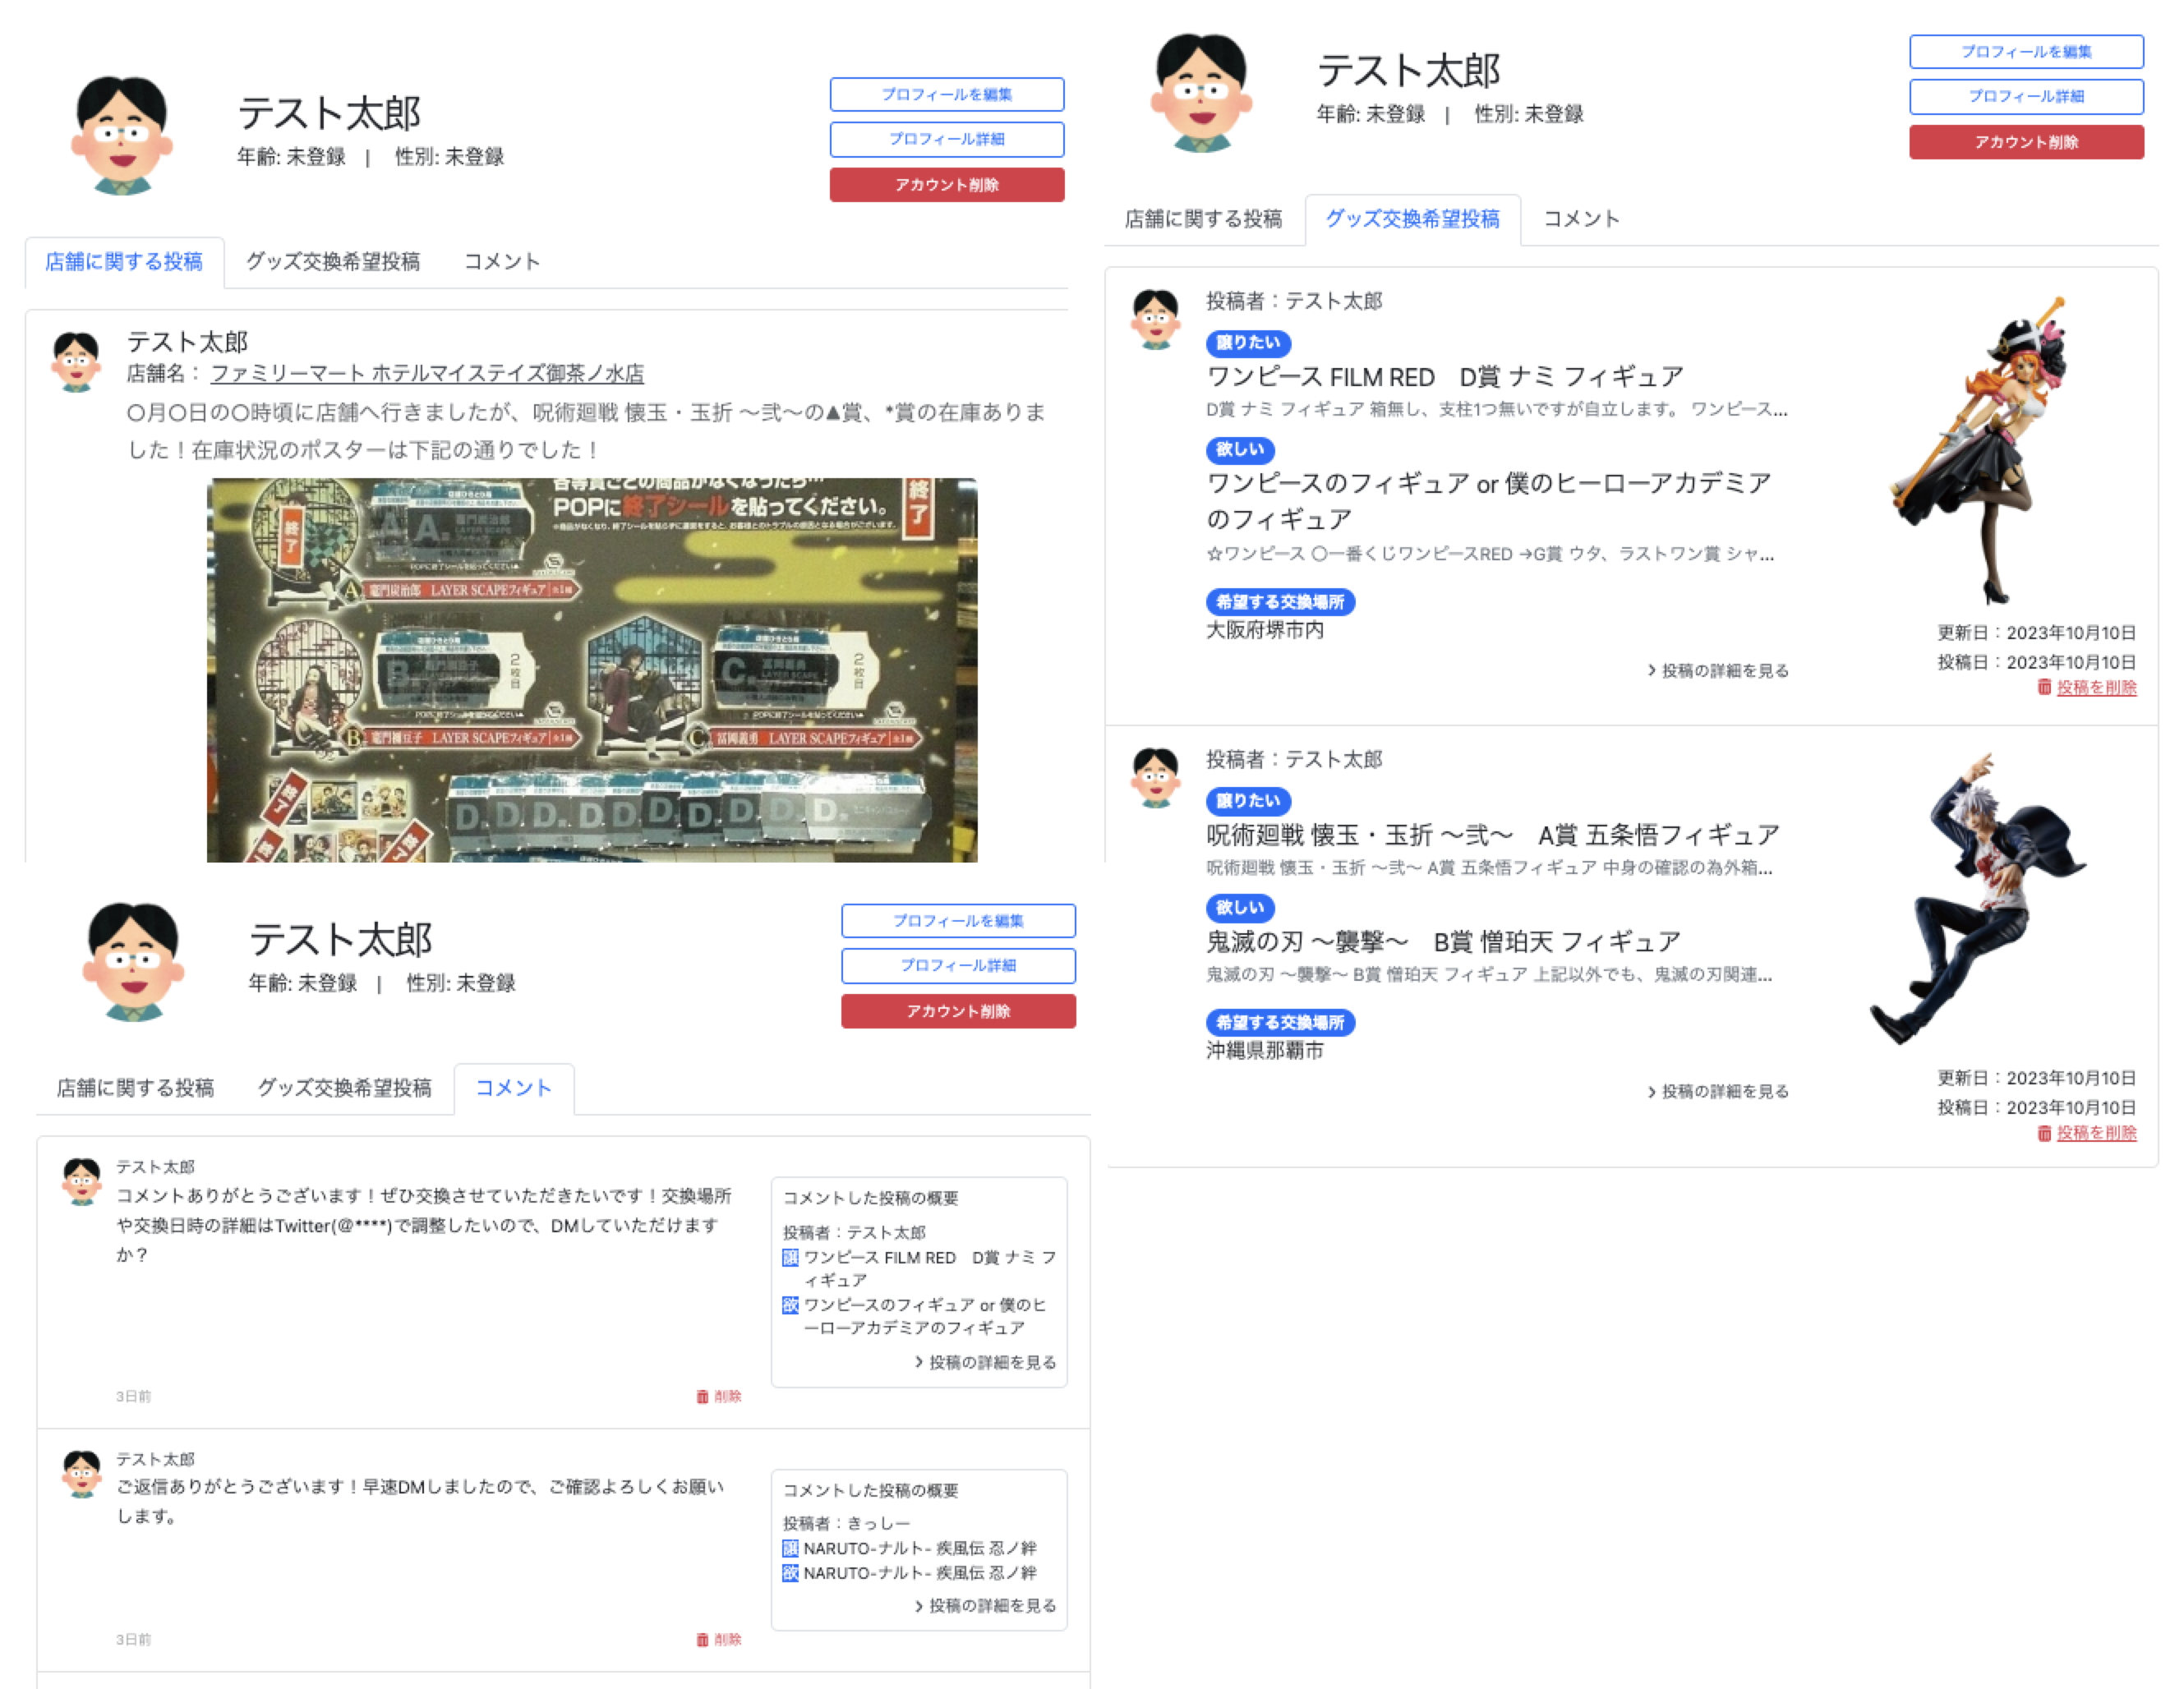 テスト太郎
年齢: 未登録 | 性別: 未登録
プロフィールを編集
プロフィール詳細
アカウント削除
店舗に関する投稿 グッズ交換希望投稿 コメント
テスト太郎
店舗名： ファミリーマート ホテルマイステイズ御茶ノ水店
〇月〇日の〇時頃に店舗へ行きましたが、呪術廻戦 懐玉・玉折 〜弐〜の▲賞、*賞の在庫ありま
した！在庫状況のポスターは下記の通りでした！
各等賞ごとの商品がなくなったら…
POPに終了シールを貼ってください。
終了
終了
A 竈門炭治郎 LAYER SCAPEフィギュア 全1種
2枚目
2枚目
B 竈門禰豆子 LAYER SCAPEフィギュア 全1種
C 冨岡義勇 LAYER SCAPEフィギュア 全1種
終了
D. D. D. D. D. D. D. D. D. D.
テスト太郎
年齢: 未登録 | 性別: 未登録
プロフィールを編集
プロフィール詳細
アカウント削除
店舗に関する投稿 グッズ交換希望投稿 コメント
投稿者：テスト太郎
譲りたい
ワンピース FILM RED　D賞 ナミ フィギュア
D賞 ナミ フィギュア 箱無し、支柱1つ無いですが自立します。 ワンピース...
欲しい
ワンピースのフィギュア or 僕のヒーローアカデミア
のフィギュア
☆ワンピース 〇一番くじワンピースRED →G賞 ウタ、ラストワン賞 シャ...
希望する交換場所
大阪府堺市内
> 投稿の詳細を見る
更新日：2023年10月10日
投稿日：2023年10月10日
投稿を削除
投稿者：テスト太郎
譲りたい
呪術廻戦 懐玉・玉折 〜弐〜　A賞 五条悟フィギュア
呪術廻戦 懐玉・玉折 〜弐〜 A賞 五条悟フィギュア 中身の確認の為外箱...
欲しい
鬼滅の刃 〜襲撃〜　B賞 憎珀天 フィギュア
鬼滅の刃 〜襲撃〜 B賞 憎珀天 フィギュア 上記以外でも、鬼滅の刃関連...
希望する交換場所
沖縄県那覇市
> 投稿の詳細を見る
更新日：2023年10月10日
投稿日：2023年10月10日
投稿を削除
テスト太郎
年齢: 未登録 | 性別: 未登録
プロフィールを編集
プロフィール詳細
アカウント削除
店舗に関する投稿 グッズ交換希望投稿 コメント
テスト太郎
コメントありがとうございます！ぜひ交換させていただきたいです！交換場所
や交換日時の詳細はTwitter(@****)で調整したいので、DMしていただけます
か？
3日前
削除
コメントした投稿の概要
投稿者：テスト太郎
譲 ワンピース FILM RED　D賞 ナミ フ
ィギュア
欲 ワンピースのフィギュア or 僕のヒ
ーローアカデミアのフィギュア
> 投稿の詳細を見る
テスト太郎
ご返信ありがとうございます！早速DMしましたので、ご確認よろしくお願い
します。
3日前
削除
コメントした投稿の概要
投稿者：きっしー
譲 NARUTO-ナルト- 疾風伝 忍ノ絆
欲 NARUTO-ナルト- 疾風伝 忍ノ絆
> 投稿の詳細を見る